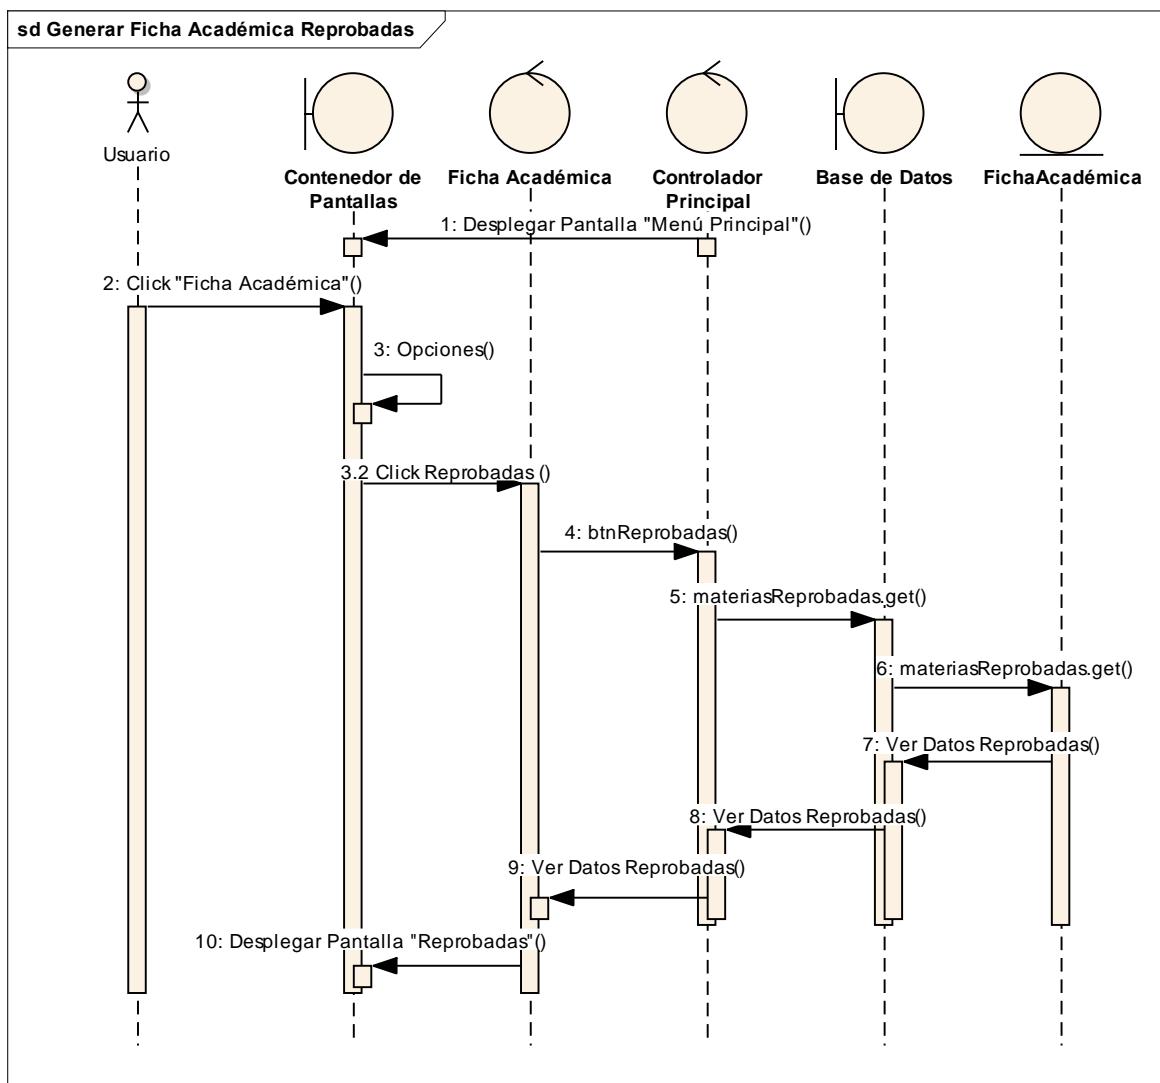 sd Generar Ficha Académica Reprobadas
Usuario
Contenedor de
Pantallas
Ficha Académica
Controlador
Principal
Base de Datos
FichaAcadémica
1: Desplegar Pantalla "Menú Principal"()
2: Click "Ficha Académica"()
3: Opciones()
3.2 Click Reprobadas ()
4: btnReprobadas()
5: materiasReprobadas.get()
6: materiasReprobadas.get()
7: Ver Datos Reprobadas()
8: Ver Datos Reprobadas()
9: Ver Datos Reprobadas()
10: Desplegar Pantalla "Reprobadas"()